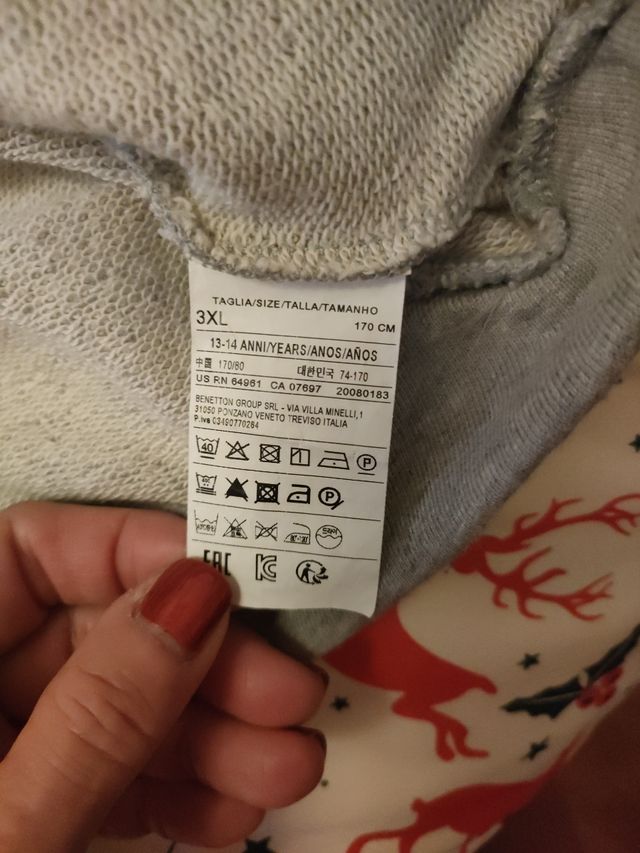 TAGLIA/SIZE/TALLA/TAMANHO
3XL 170 CM
13-14 ANNI/YEARS/ANOS/AÑOS
中国 170/80 대한민국 74-170
US RN 64961 CA 07697 20080183
BENETTON GROUP SRL - VIA VILLA MINELLI,1
31050 PONZANO VENETO TREVISO ITALIA
P.iva 03490770264
40 P
P
EAC